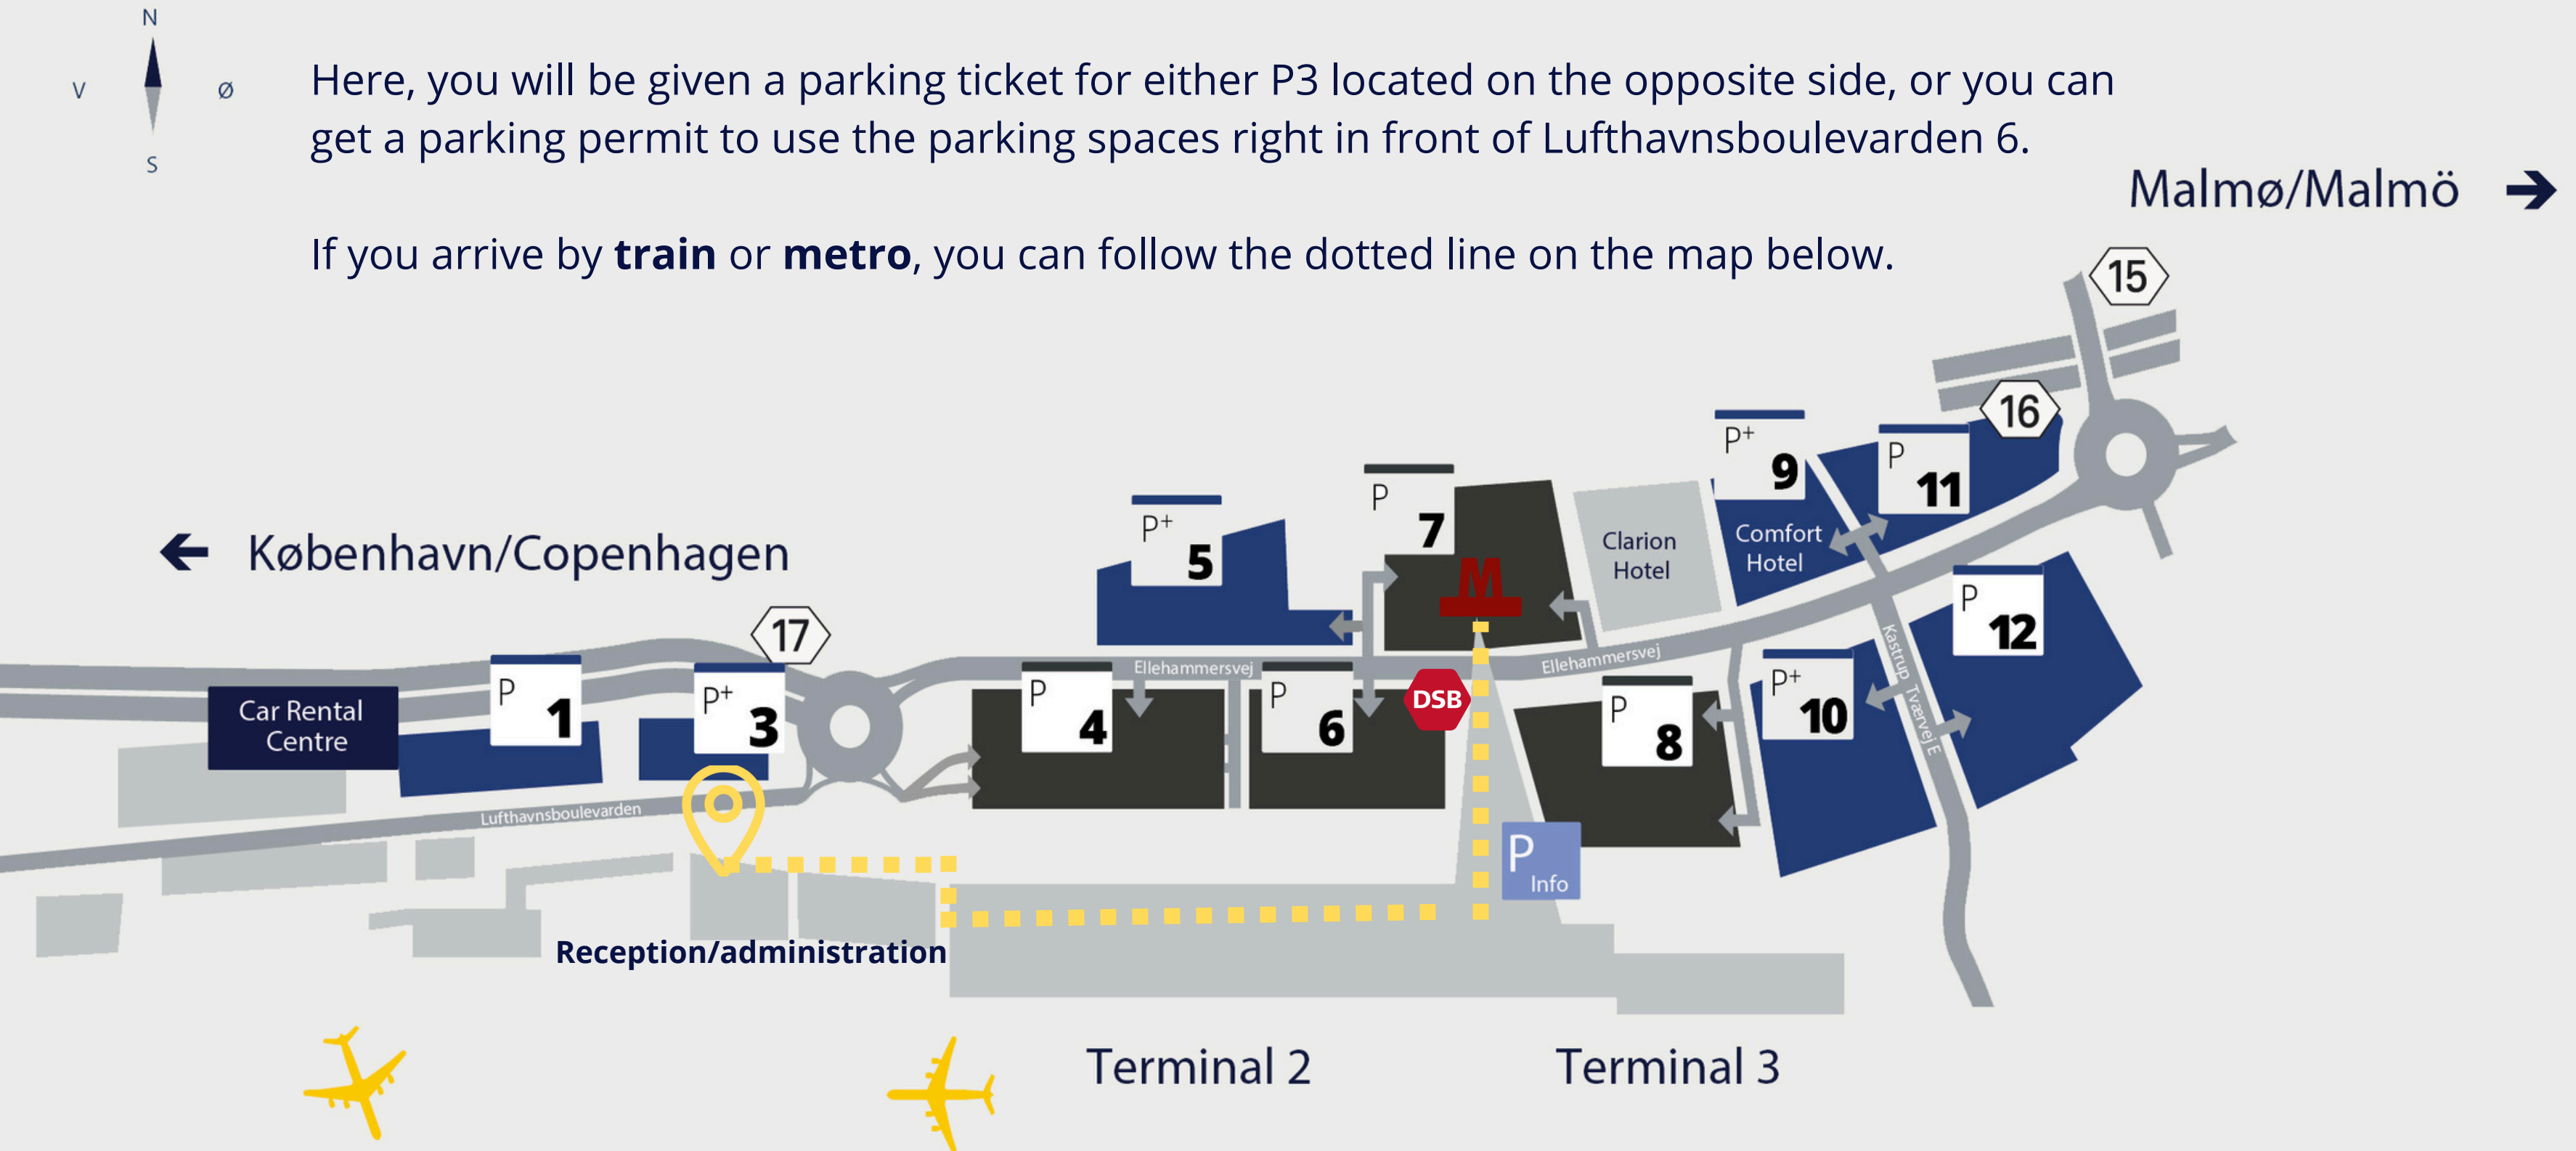 N
V
Ø
S
Here, you will be given a parking ticket for either P3 located on the opposite side, or you can
get a parking permit to use the parking spaces right in front of Lufthavnsboulevarden 6.
Malmø/Malmö
If you arrive by train or metro, you can follow the dotted line on the map below.
15
16
P+
9
P
11
P
7
P+
5
Clarion
Hotel
Comfort
Hotel
København/Copenhagen
M
P
12
17
Car Rental
Centre
P
1
P+
3
Ellehammersvej
P
4
P
6
DSB
Ellehammersvej
P
8
P+
10
Kastrup Tværvej E
Lufthavnsboulevarden
P
Info
Reception/administration
Terminal 2
Terminal 3